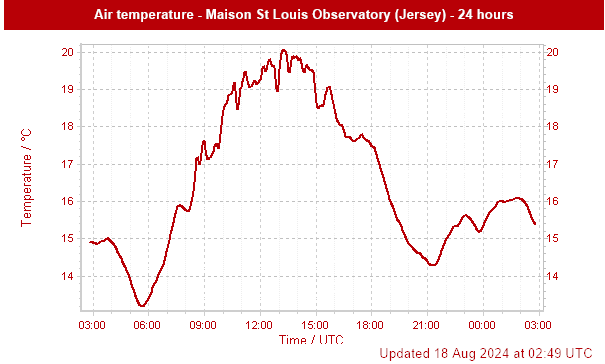 Air temperature - Maison St Louis Observatory (Jersey) - 24 hours
Temperature / °C
20 20
19 19
18 18
17 17
16 16
15 15
14 14
03:00 06:00 09:00 12:00 15:00 18:00 21:00 00:00 03:00
Time / UTC
Updated 18 Aug 2024 at 02:49 UTC